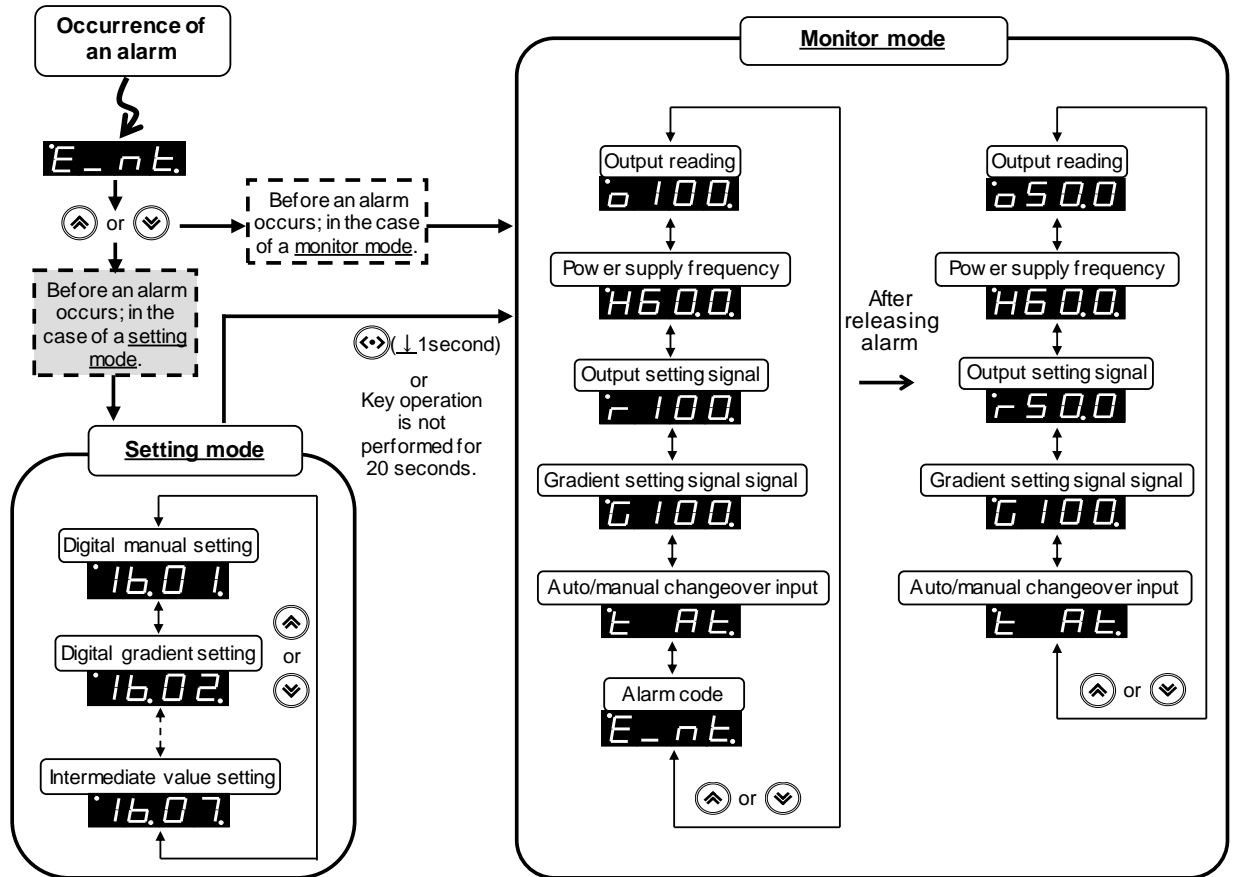 Occurrence of
an alarm
E_nt.
or
Before an alarm
occurs; in the case
of a monitor mode.
Before an alarm
occurs; in the
case of a setting
mode.
(↓1second)
or
Key operation
is not
performed for
20 seconds.
Setting mode
Digital manual setting
16.01.
Digital gradient setting
16.02.
or
Intermediate value setting
16.07.
Monitor mode
Output reading
o100.
Power supply frequency
H60.0.
Output setting signal
r100.
Gradient setting signal signal
G100.
Auto/manual changeover input
t At.
Alarm code
E_nt.
or
After
releasing
alarm
Output reading
o50.0
Power supply frequency
H60.0.
Output setting signal
r50.0
Gradient setting signal signal
G100.
Auto/manual changeover input
t At.
or